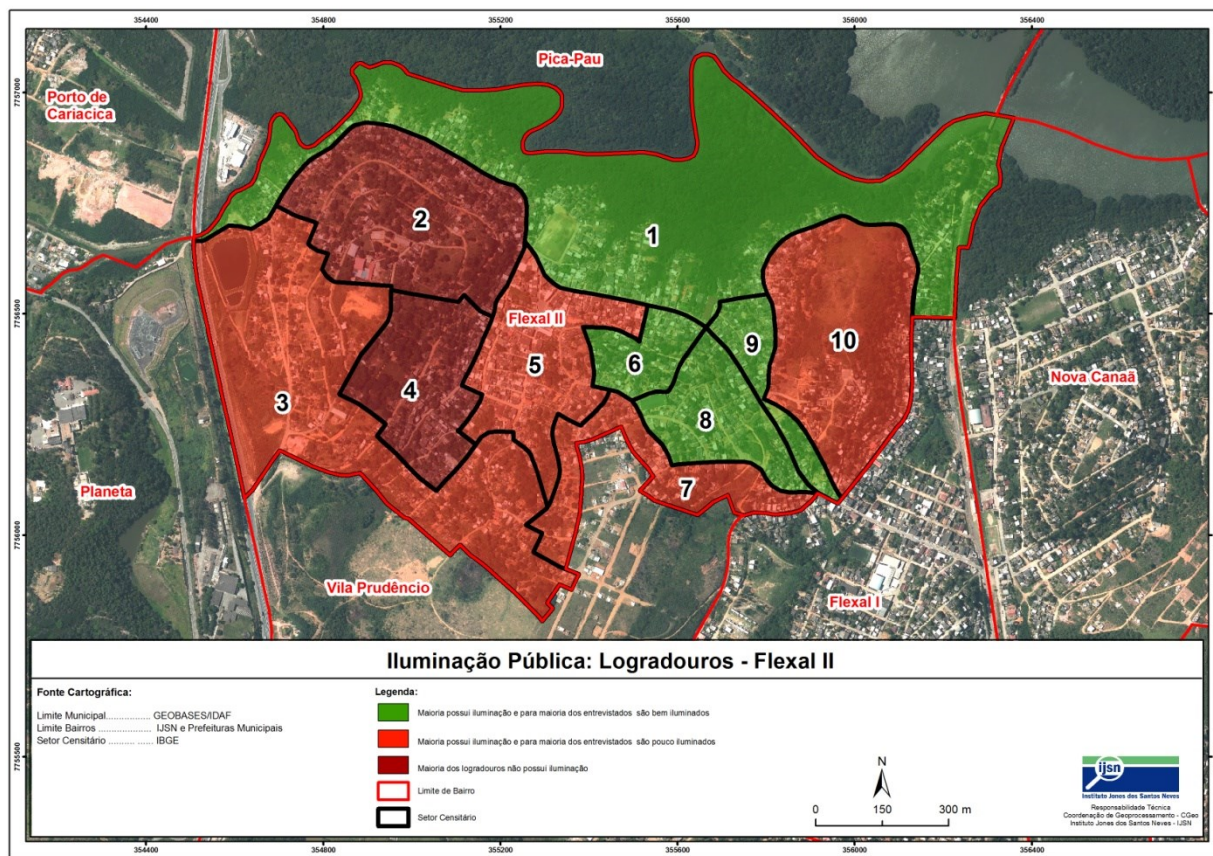 354400 354800 355200 355600 356000 356400
7757000
7756500
7756000
7755500
Pica-Pau
Porto de
Cariacica
2
1
Flexal II
3
4
5
6
9
10
8
7
Nova Canaã
Planeta
Vila Prudêncio
Flexal I
Iluminação Pública: Logradouros - Flexal II
Fonte Cartográfica:
Limite Municipal................. GEOBASES/IDAF
Limite Bairros .................... IJSN e Prefeituras Municipais
Setor Censitário .......... ...... IBGE
Legenda:
Maioria possui iluminação e para maioria dos entrevistados são bem iluminados
Maioria possui iluminação e para maioria dos entrevistados são pouco iluminados
Maioria dos logradouros não possui iluminação
Limite de Bairro
Setor Censitário
N
0 150 300 m
ijsn
Instituto Jones dos Santos Neves
Responsabilidade Técnica
Coordenação de Geoprocessamento - CGeo
Instituto Jones dos Santos Neves - IJSN
354400 354800 355200 355600 356000 356400